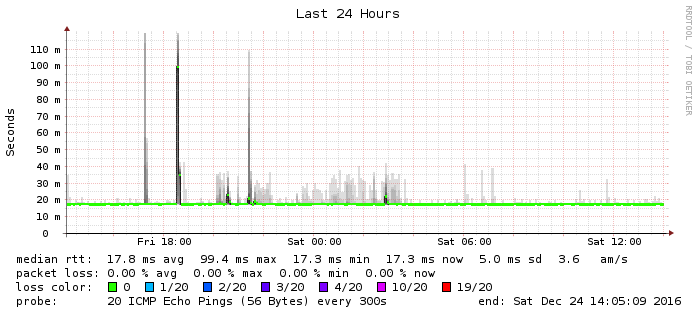 Last 24 Hours
RRDTOOL / TOBI OETIKER
Seconds
110 m
100 m
90 m
80 m
70 m
60 m
50 m
40 m
30 m
20 m
10 m
0
Fri 18:00 Sat 00:00 Sat 06:00 Sat 12:00
median rtt: 17.8 ms avg 99.4 ms max 17.3 ms min 17.3 ms now 5.0 ms sd 3.6 am/s
packet loss: 0.00 % avg 0.00 % max 0.00 % min 0.00 % now
loss color: 0 1/20 2/20 3/20 4/20 10/20 19/20
probe: 20 ICMP Echo Pings (56 Bytes) every 300s end: Sat Dec 24 14:05:09 2016